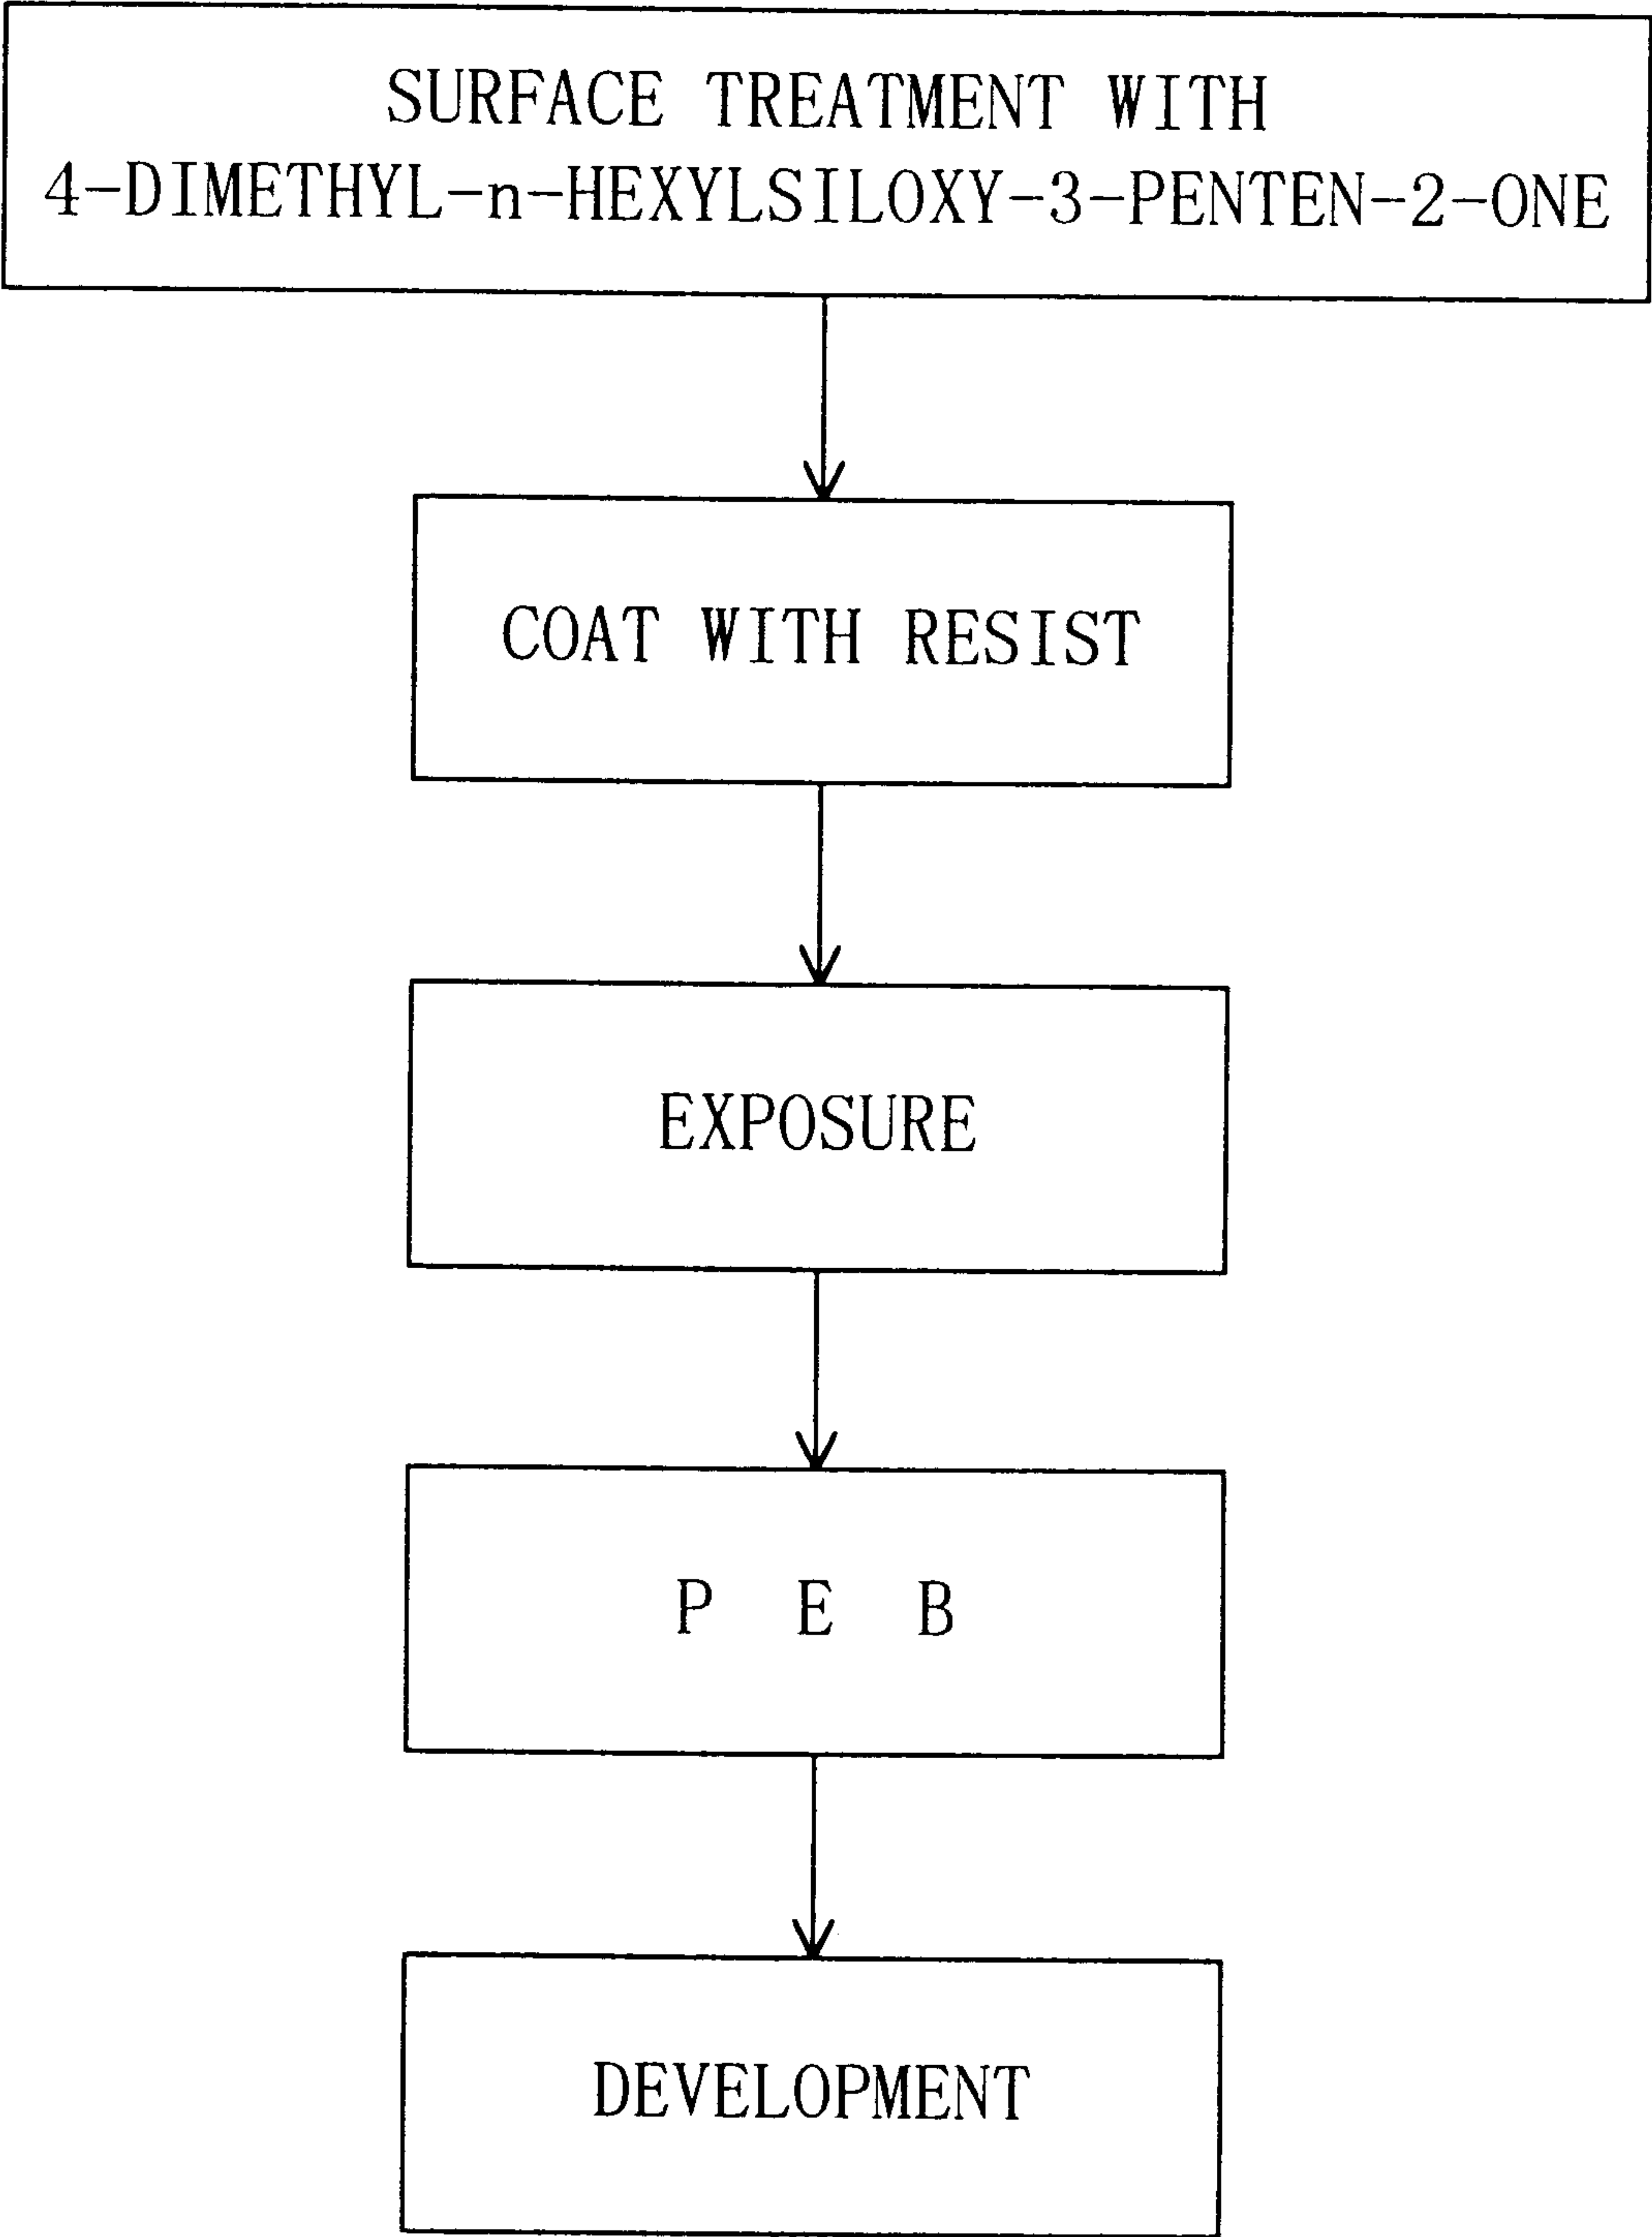 SURFACE TREATMENT WITH
4-DIMETHYL-n-HEXYLSILOXY-3-PENTEN-2-ONE
COAT WITH RESIST
EXPOSURE
P E B
DEVELOPMENT